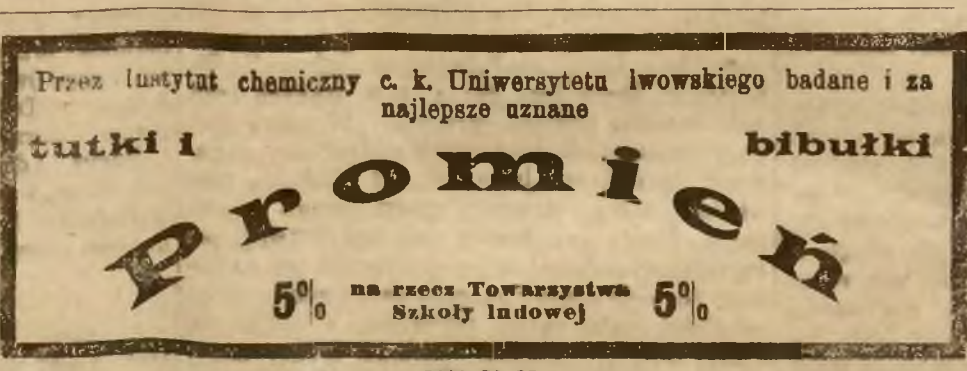 Przez Instytut chemiczny c. k. Uniwersytetu lwowskiego badane i za
najlepsze uznane
tutki i bibułki
Promień
5% na rzecz Towarzystwa 5%
Szkoły ludowej